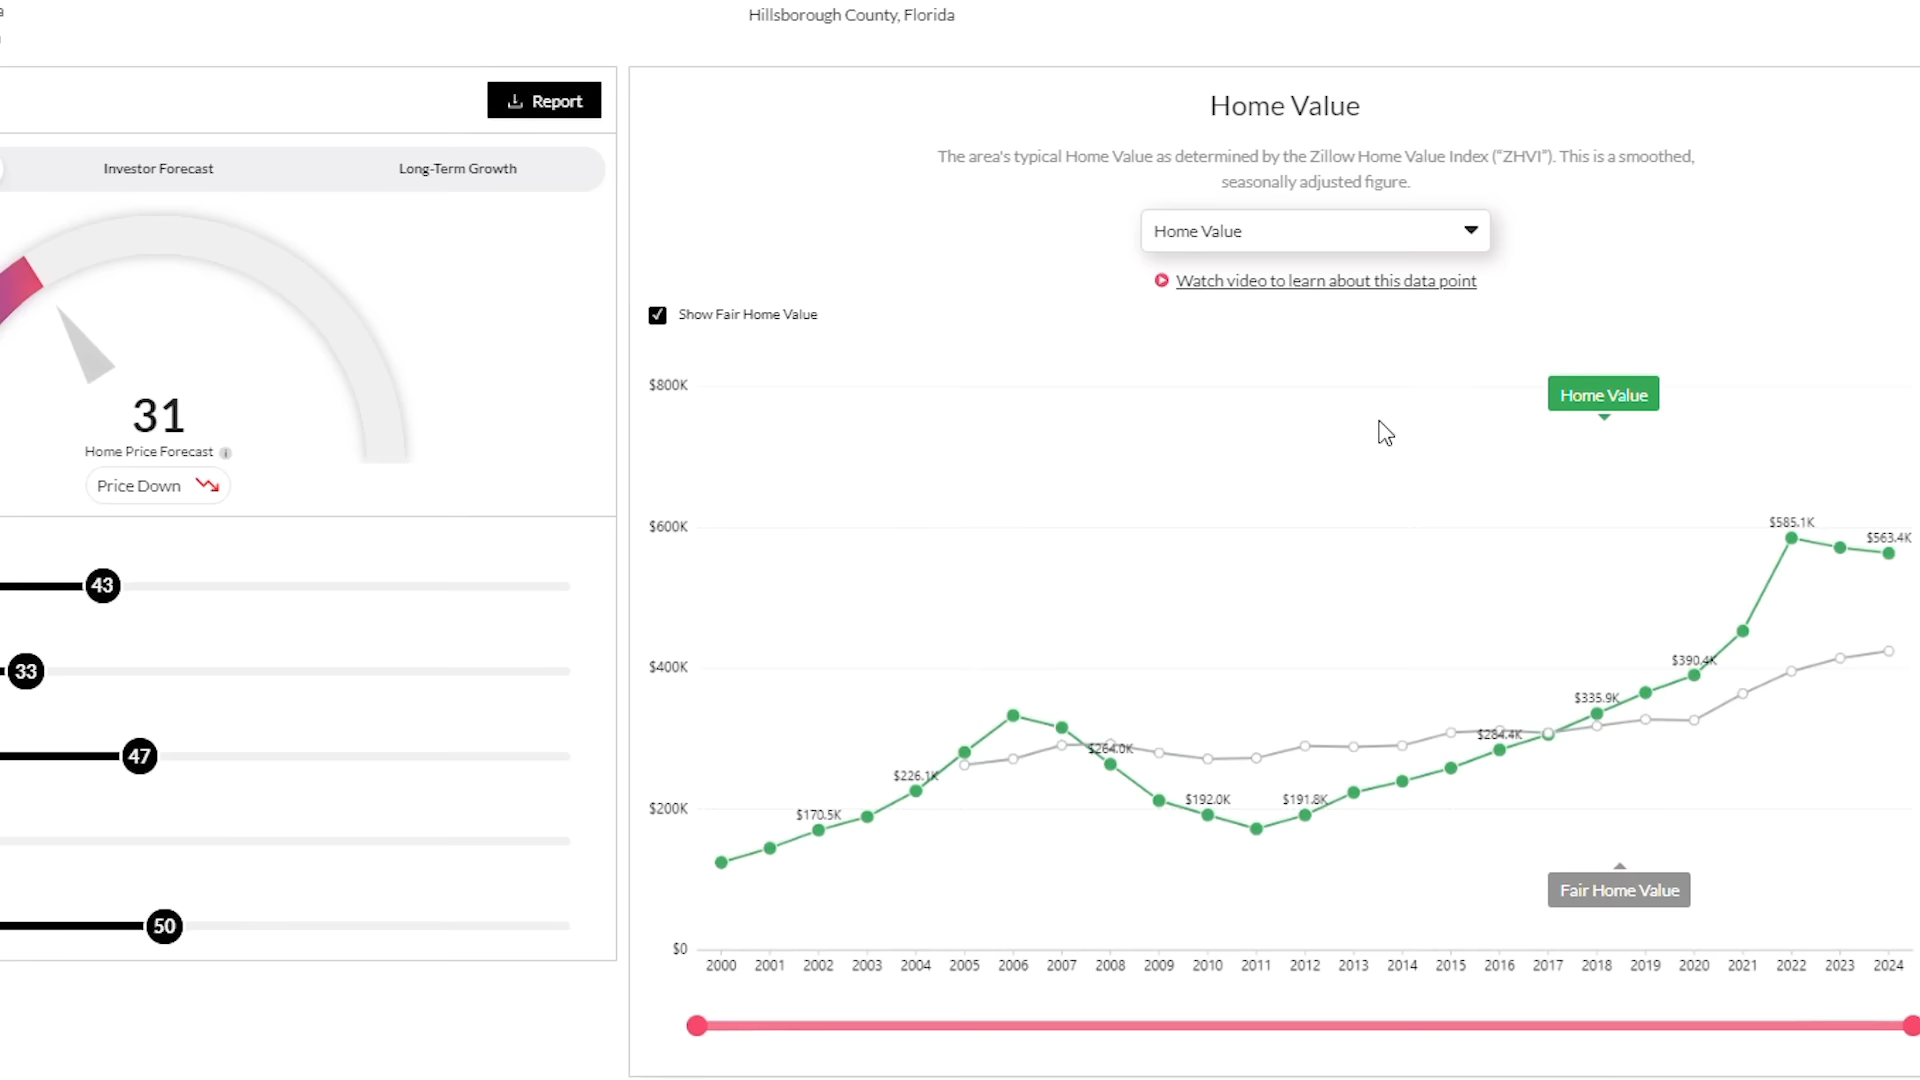 Hillsborough County, Florida
Report
Investor Forecast
Long-Term Growth
31
Home Price Forecast
Price Down
43
33
47
50
Home Value
The area's typical Home Value as determined by the Zillow Home Value Index (“ZHVI”). This is a smoothed,
seasonally adjusted figure.
Home Value
Watch video to learn about this data point
Show Fair Home Value
$800K
Home Value
$600K
$585.1K
$563.4K
$400K
$390.4K
$335.9K
$284.4K
$264.0K
$226.1K
$200K
$170.5K
$192.0K
$191.8K
Fair Home Value
$0
2000 2001 2002 2003 2004 2005 2006 2007 2008 2009 2010 2011 2012 2013 2014 2015 2016 2017 2018 2019 2020 2021 2022 2023 2024